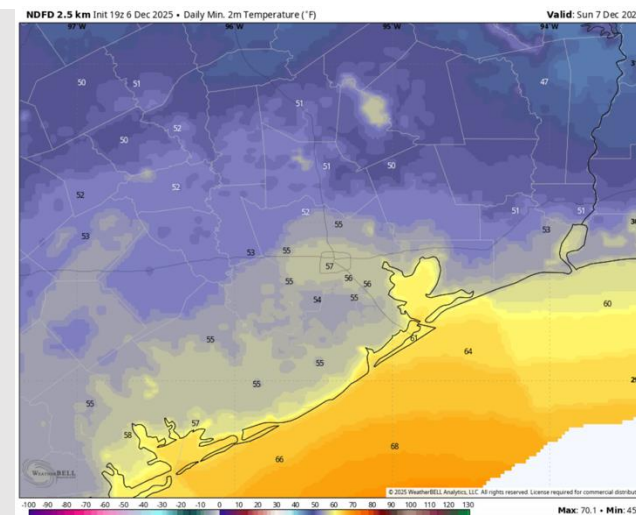 NDFD 2.5 km Init 19z 6 Dec 2025 • Daily Min. 2m Temperature (°F) Valid: Sun 7 Dec 202
97°W 96°W 95°W 94°W
50 51 47
51
50 52
51 50
52
52
52 51 51
55
53 53
53 55
57
55 56 56
54 55
60
61
55 64
55
55
55
57
58
68
66
WeatherBELL
© 2025 WeatherBELL Analytics, LLC. All rights reserved. License required for commercial distribut
-100 -90 -80 -70 -60 -50 -40 -30 -20 -10 0 10 20 30 40 50 60 70 80 90 100 110 120 130
Max: 70.1 • Min: 45